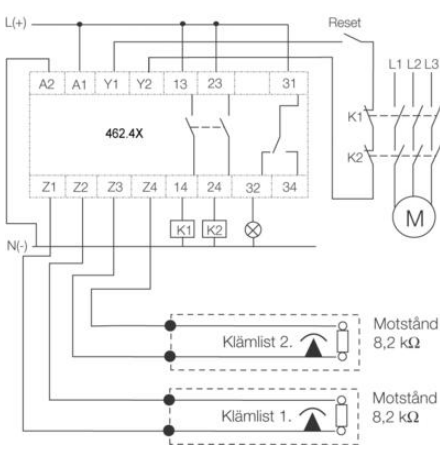 L(+)
Reset
L1 L2 L3
A2 A1 Y1 Y2 13 23 31
K1
462.4X
K2
Z1 Z2 Z3 Z4 14 24 32 34
M
K1 K2
N(-)
Klämlist 2.
Motstånd
8,2 kΩ
Klämlist 1.
Motstånd
8,2 kΩ